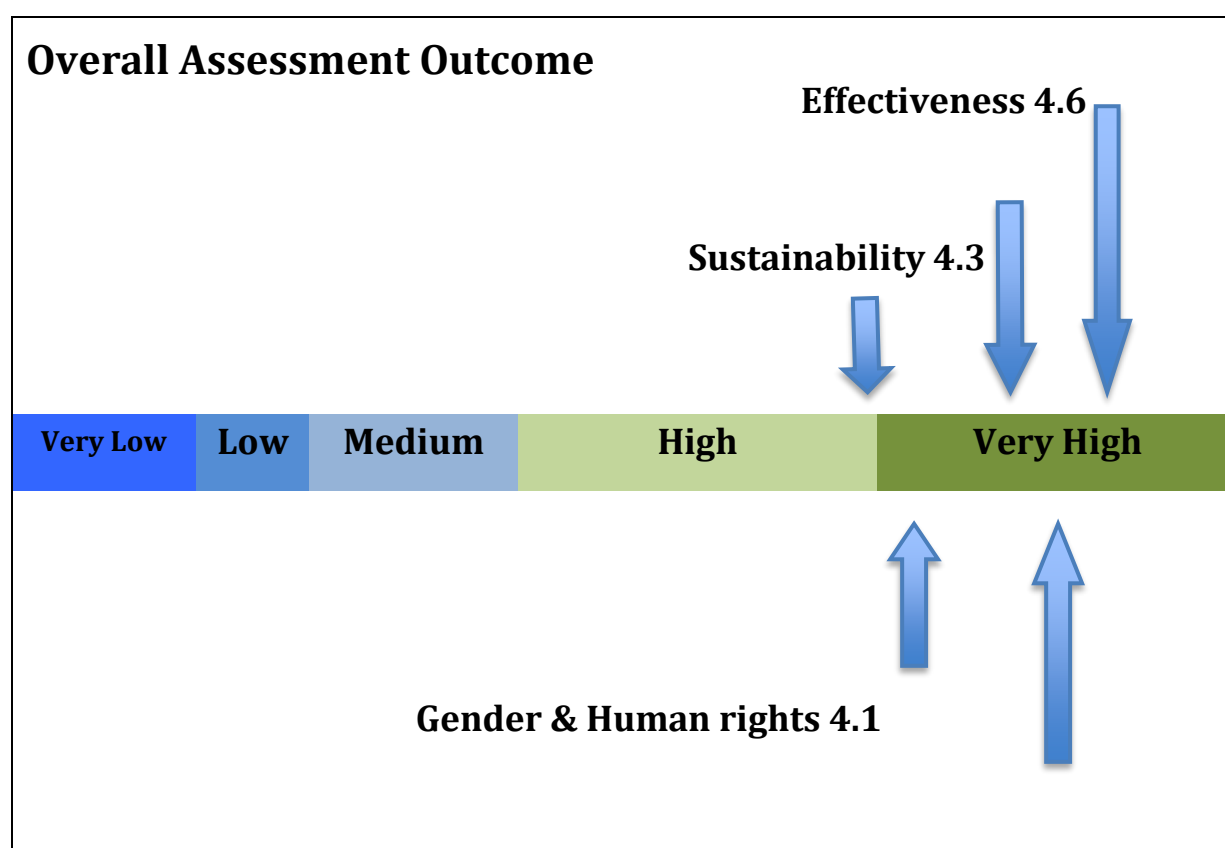 Overall Assessment Outcome
Effectiveness 4.6
Sustainability 4.3
Very Low
Low
Medium
High
Very High
Gender & Human rights 4.1